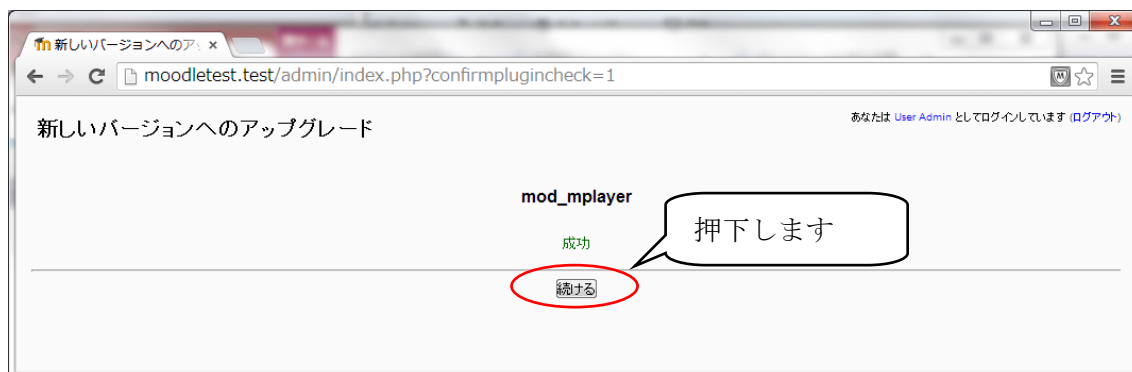 新しいバージョンへのア
moodletest.test/admin/index.php?confirmplugincheck=1
新しいバージョンへのアップグレード
あなたは User Admin としてログインしています (ログアウト)
mod_mplayer
押下します
成功
続ける